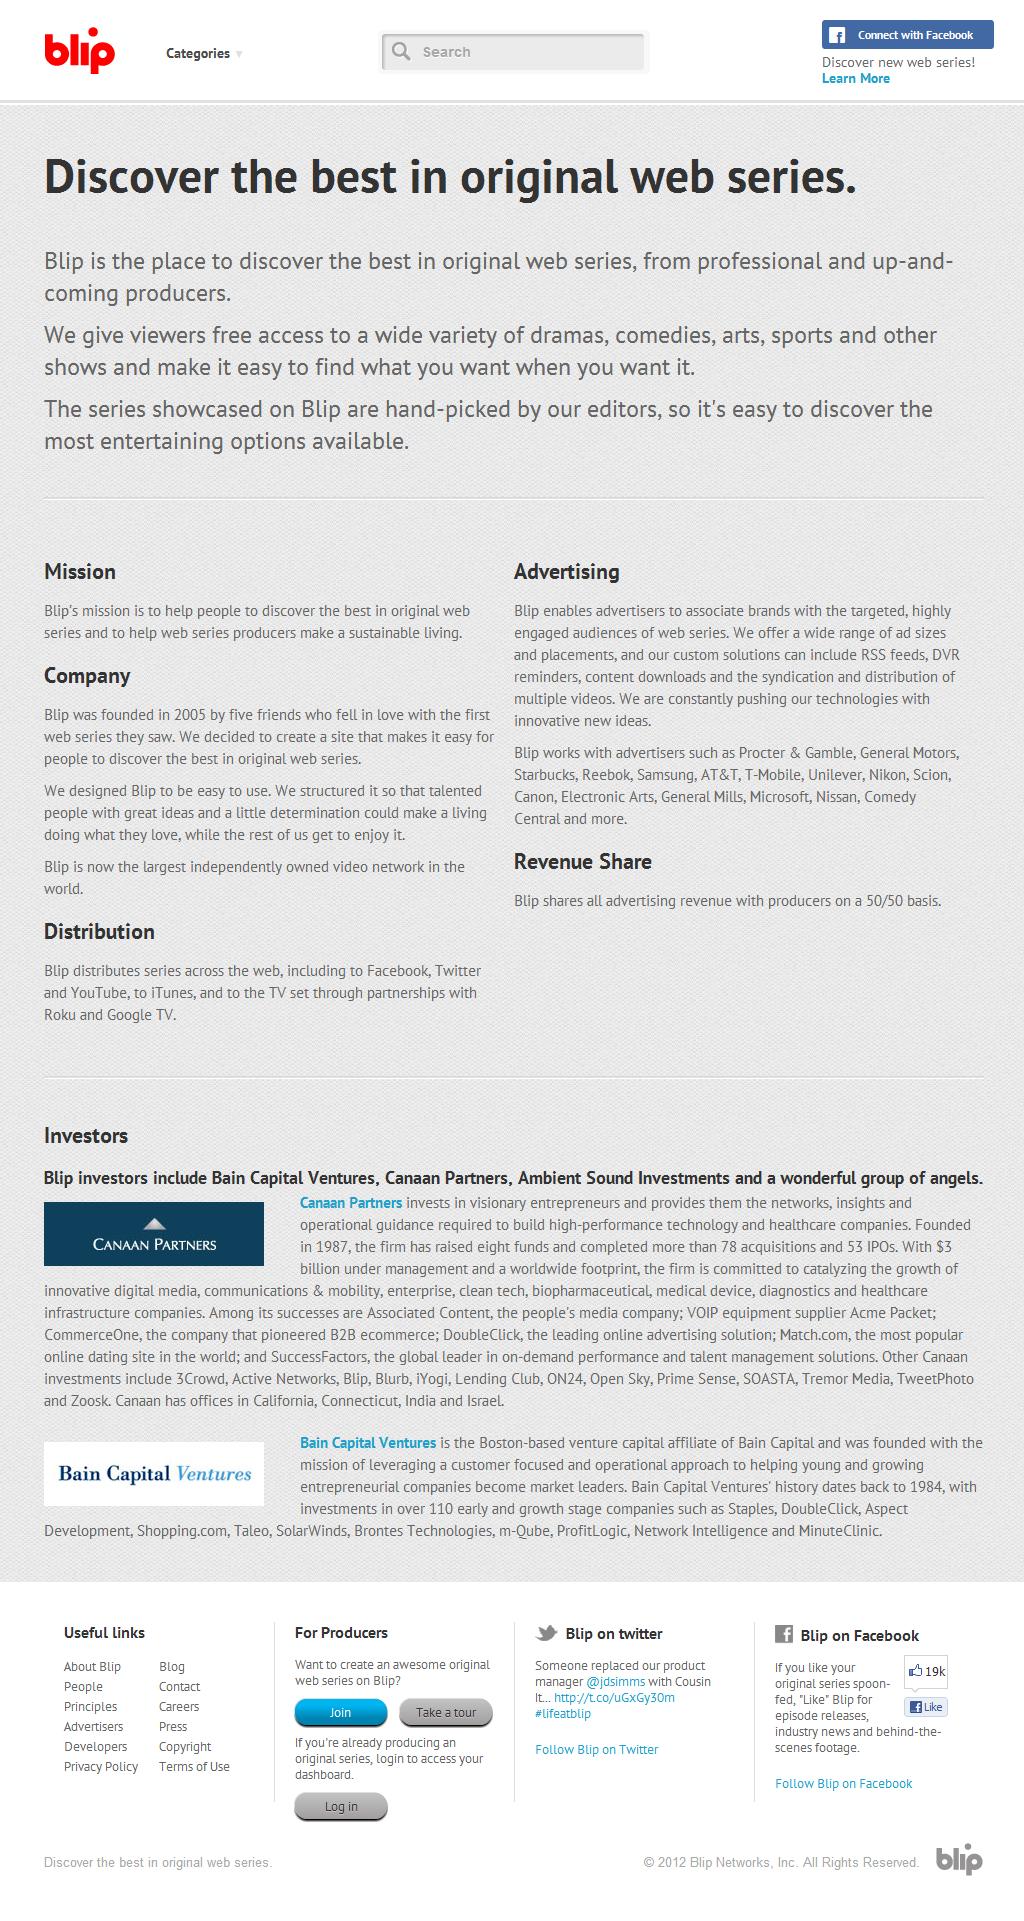 blip
Categories
Search
Connect with Facebook
Discover new web series!
Learn More
Discover the best in original web series.
Blip is the place to discover the best in original web series, from professional and up-and-
coming producers.
We give viewers free access to a wide variety of dramas, comedies, arts, sports and other
shows and make it easy to find what you want when you want it.
The series showcased on Blip are hand-picked by our editors, so it's easy to discover the
most entertaining options available.
Mission
Blip's mission is to help people to discover the best in original web
series and to help web series producers make a sustainable living.
Company
Blip was founded in 2005 by five friends who fell in love with the first
web series they saw. We decided to create a site that makes it easy for
people to discover the best in original web series.
We designed Blip to be easy to use. We structured it so that talented
people with great ideas and a little determination could make a living
doing what they love, while the rest of us get to enjoy it.
Blip is now the largest independently owned video network in the
world.
Distribution
Blip distributes series across the web, including to Facebook, Twitter
and YouTube, to iTunes, and to the TV set through partnerships with
Roku and Google TV.
Advertising
Blip enables advertisers to associate brands with the targeted, highly
engaged audiences of web series. We offer a wide range of ad sizes
and placements, and our custom solutions can include RSS feeds, DVR
reminders, content downloads and the syndication and distribution of
multiple videos. We are constantly pushing our technologies with
innovative new ideas.
Blip works with advertisers such as Procter & Gamble, General Motors,
Starbucks, Reebok, Samsung, AT&T, T-Mobile, Unilever, Nikon, Scion,
Canon, Electronic Arts, General Mills, Microsoft, Nissan, Comedy
Central and more.
Revenue Share
Blip shares all advertising revenue with producers on a 50/50 basis.
Investors
Blip investors include Bain Capital Ventures, Canaan Partners, Ambient Sound Investments and a wonderful group of angels.
CANAAN PARTNERS
Canaan Partners invests in visionary entrepreneurs and provides them the networks, insights and
operational guidance required to build high-performance technology and healthcare companies. Founded
in 1987, the firm has raised eight funds and completed more than 78 acquisitions and 53 IPOs. With $3
billion under management and a worldwide footprint, the firm is committed to catalyzing the growth of
innovative digital media, communications & mobility, enterprise, clean tech, biopharmaceutical, medical device, diagnostics and healthcare
infrastructure companies. Among its successes are Associated Content, the people's media company; VOIP equipment supplier Acme Packet;
CommerceOne, the company that pioneered B2B ecommerce; DoubleClick, the leading online advertising solution; Match.com, the most popular
online dating site in the world; and SuccessFactors, the global leader in on-demand performance and talent management solutions. Other Canaan
investments include 3Crowd, Active Networks, Blip, Blurb, iYogi, Lending Club, ON24, Open Sky, Prime Sense, SOASTA, Tremor Media, TweetPhoto
and Zoosk. Canaan has offices in California, Connecticut, India and Israel.
Bain Capital Ventures
Bain Capital Ventures is the Boston-based venture capital affiliate of Bain Capital and was founded with the
mission of leveraging a customer focused and operational approach to helping young and growing
entrepreneurial companies become market leaders. Bain Capital Ventures' history dates back to 1984, with
investments in over 110 early and growth stage companies such as Staples, DoubleClick, Aspect
Development, Shopping.com, Taleo, SolarWinds, Brontes Technologies, m-Qube, ProfitLogic, Network Intelligence and MinuteClinic.
Useful links
About Blip
People
Principles
Advertisers
Developers
Privacy Policy
Blog
Contact
Careers
Press
Copyright
Terms of Use
For Producers
Want to create an awesome original
web series on Blip?
Join
Take a tour
If you're already producing an
original series, login to access your
dashboard.
Log in
Blip on twitter
Someone replaced our product
manager @jdsimms with Cousin
It... http://t.co/uGxGy30m
#lifeatblip
Follow Blip on Twitter
Blip on Facebook
If you like your
original series spoon-
fed, "Like" Blip for
episode releases,
industry news and behind-the-
scenes footage.
19k
Like
Follow Blip on Facebook
Discover the best in original web series.
© 2012 Blip Networks, Inc. All Rights Reserved.
blip